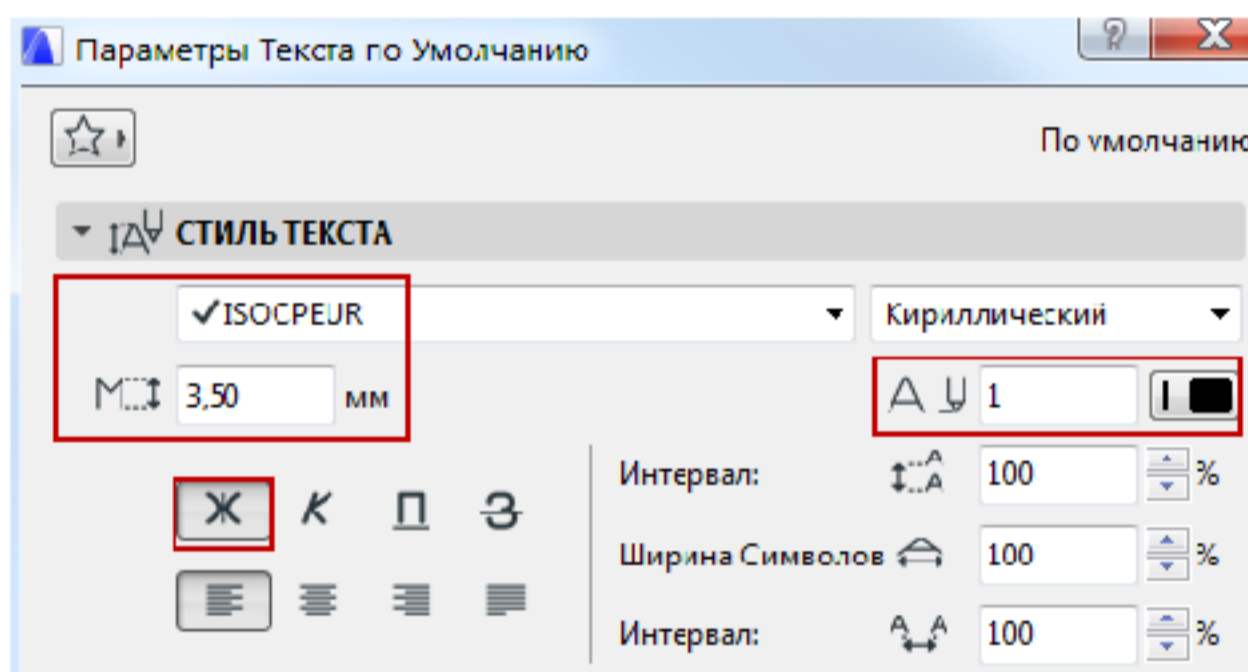 Параметры Текста по Умолчанию
По умолчанию
СТИЛЬ ТЕКСТА
ISOCPEUR Кириллический
3,50 мм 1
Интервал: 100 %
Ж К П З
Ширина Символов 100 %
Интервал: 100 %